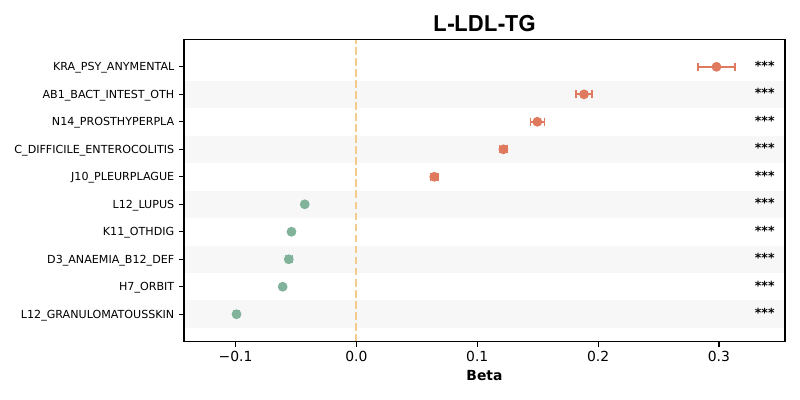 L-LDL-TG
KRA_PSY_ANYMENTAL ***
AB1_BACT_INTEST_OTH ***
N14_PROSTHYPERPLA ***
C_DIFFICILE_ENTEROCOLITIS ***
J10_PLEURPLAGUE ***
L12_LUPUS ***
K11_OTHDIG ***
D3_ANAEMIA_B12_DEF ***
H7_ORBIT ***
L12_GRANULOMATOUSSKIN ***
−0.1 0.0 0.1 0.2 0.3
Beta